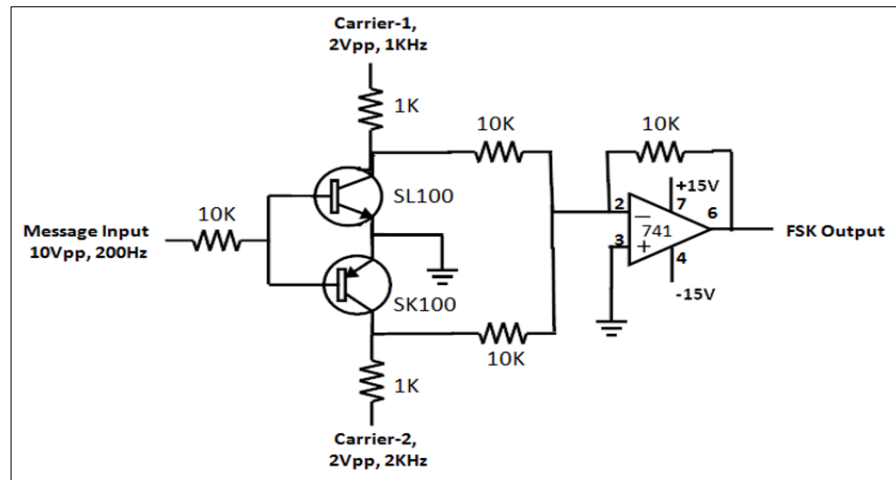 Carrier-1,
2Vpp, 1KHz
1K
10K
10K
SL100
+15V
Message Input
10Vpp, 200Hz
10K
2
7
6
741
3
4
FSK Output
SK100
-15V
10K
1K
Carrier-2,
2Vpp, 2KHz